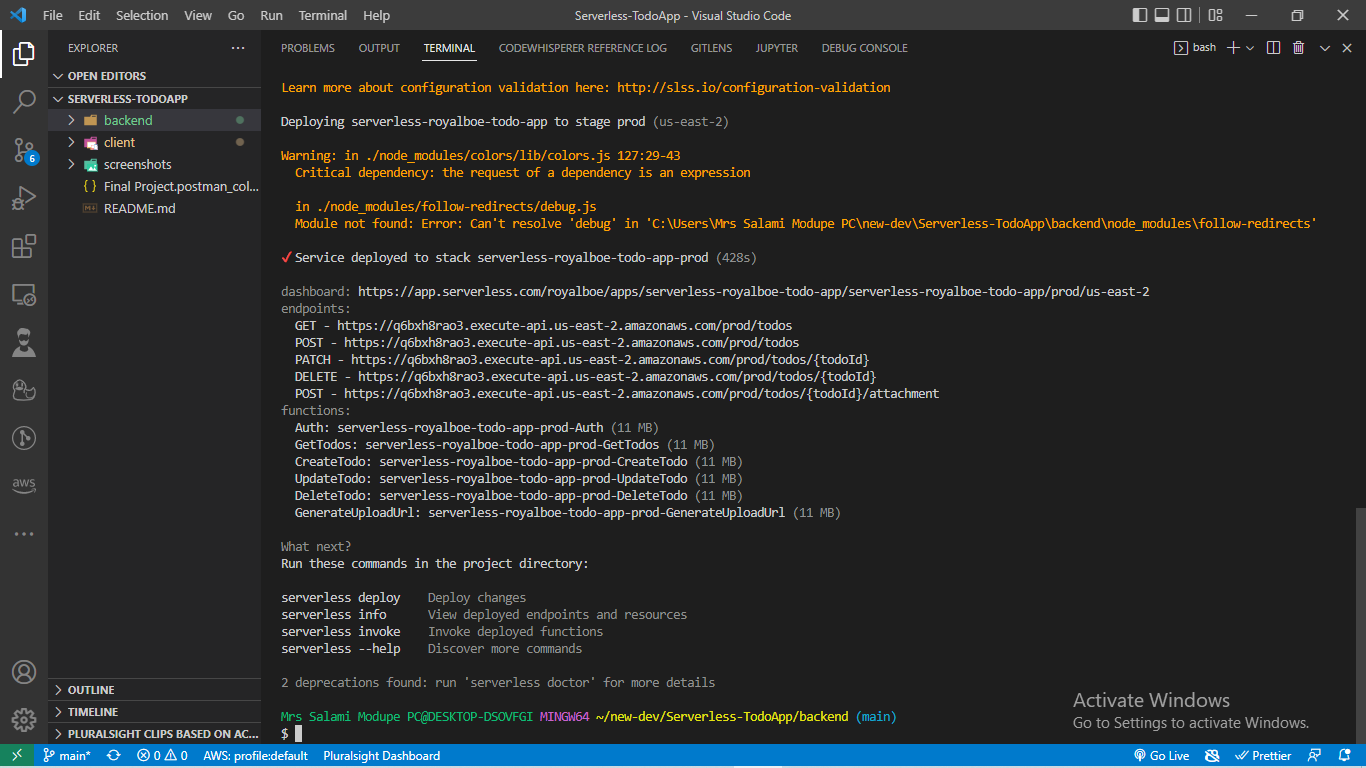 File Edit Selection View Go Run Terminal Help
Serverless-TodoApp - Visual Studio Code
EXPLORER
OPEN EDITORS
SERVERLESS-TODOAPP
backend
client
screenshots
{ } Final Project.postman_col...
README.md
OUTLINE
TIMELINE
PLURALSIGHT CLIPS BASED ON AC...
6
aws
PROBLEMS OUTPUT TERMINAL CODEWHISPERER REFERENCE LOG GITLENS JUPYTER DEBUG CONSOLE
bash
Learn more about configuration validation here: http://slss.io/configuration-validation
Deploying serverless-royalboe-todo-app to stage prod (us-east-2)
Warning: in ./node_modules/colors/lib/colors.js 127:29-43
Critical dependency: the request of a dependency is an expression
in ./node_modules/follow-redirects/debug.js
Module not found: Error: Can't resolve 'debug' in 'C:\Users\Mrs Salami Modupe PC\new-dev\Serverless-TodoApp\backend\node_modules\follow-redirects'
✔ Service deployed to stack serverless-royalboe-todo-app-prod (428s)
dashboard: https://app.serverless.com/royalboe/apps/serverless-royalboe-todo-app/serverless-royalboe-todo-app/prod/us-east-2
endpoints:
GET - https://q6bxh8rao3.execute-api.us-east-2.amazonaws.com/prod/todos
POST - https://q6bxh8rao3.execute-api.us-east-2.amazonaws.com/prod/todos
PATCH - https://q6bxh8rao3.execute-api.us-east-2.amazonaws.com/prod/todos/{todoId}
DELETE - https://q6bxh8rao3.execute-api.us-east-2.amazonaws.com/prod/todos/{todoId}
POST - https://q6bxh8rao3.execute-api.us-east-2.amazonaws.com/prod/todos/{todoId}/attachment
functions:
Auth: serverless-royalboe-todo-app-prod-Auth (11 MB)
GetTodos: serverless-royalboe-todo-app-prod-GetTodos (11 MB)
CreateTodo: serverless-royalboe-todo-app-prod-CreateTodo (11 MB)
UpdateTodo: serverless-royalboe-todo-app-prod-UpdateTodo (11 MB)
DeleteTodo: serverless-royalboe-todo-app-prod-DeleteTodo (11 MB)
GenerateUploadUrl: serverless-royalboe-todo-app-prod-GenerateUploadUrl (11 MB)
What next?
Run these commands in the project directory:
serverless deploy Deploy changes
serverless info View deployed endpoints and resources
serverless invoke Invoke deployed functions
serverless --help Discover more commands
2 deprecations found: run 'serverless doctor' for more details
Mrs Salami Modupe PC@DESKTOP-DSOVFGI MINGW64 ~/new-dev/Serverless-TodoApp/backend (main)
$
Activate Windows
Go to Settings to activate Windows.
main* 0 0 AWS: profile:default Pluralsight Dashboard
Go Live Prettier